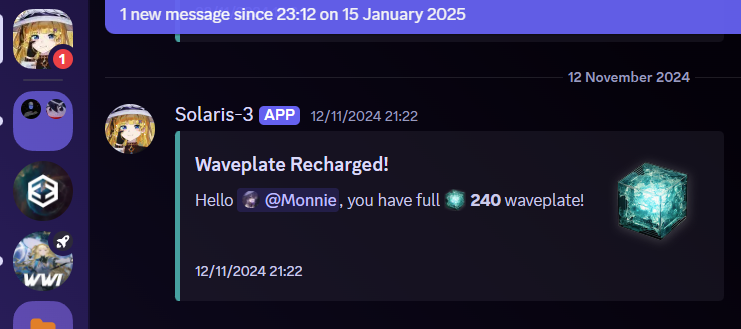 1 new message since 23:12 on 15 January 2025
1
12 November 2024
Solaris-3 APP 12/11/2024 21:22
Waveplate Recharged!
Hello @Monnie, you have full 240 waveplate!
12/11/2024 21:22
WWI